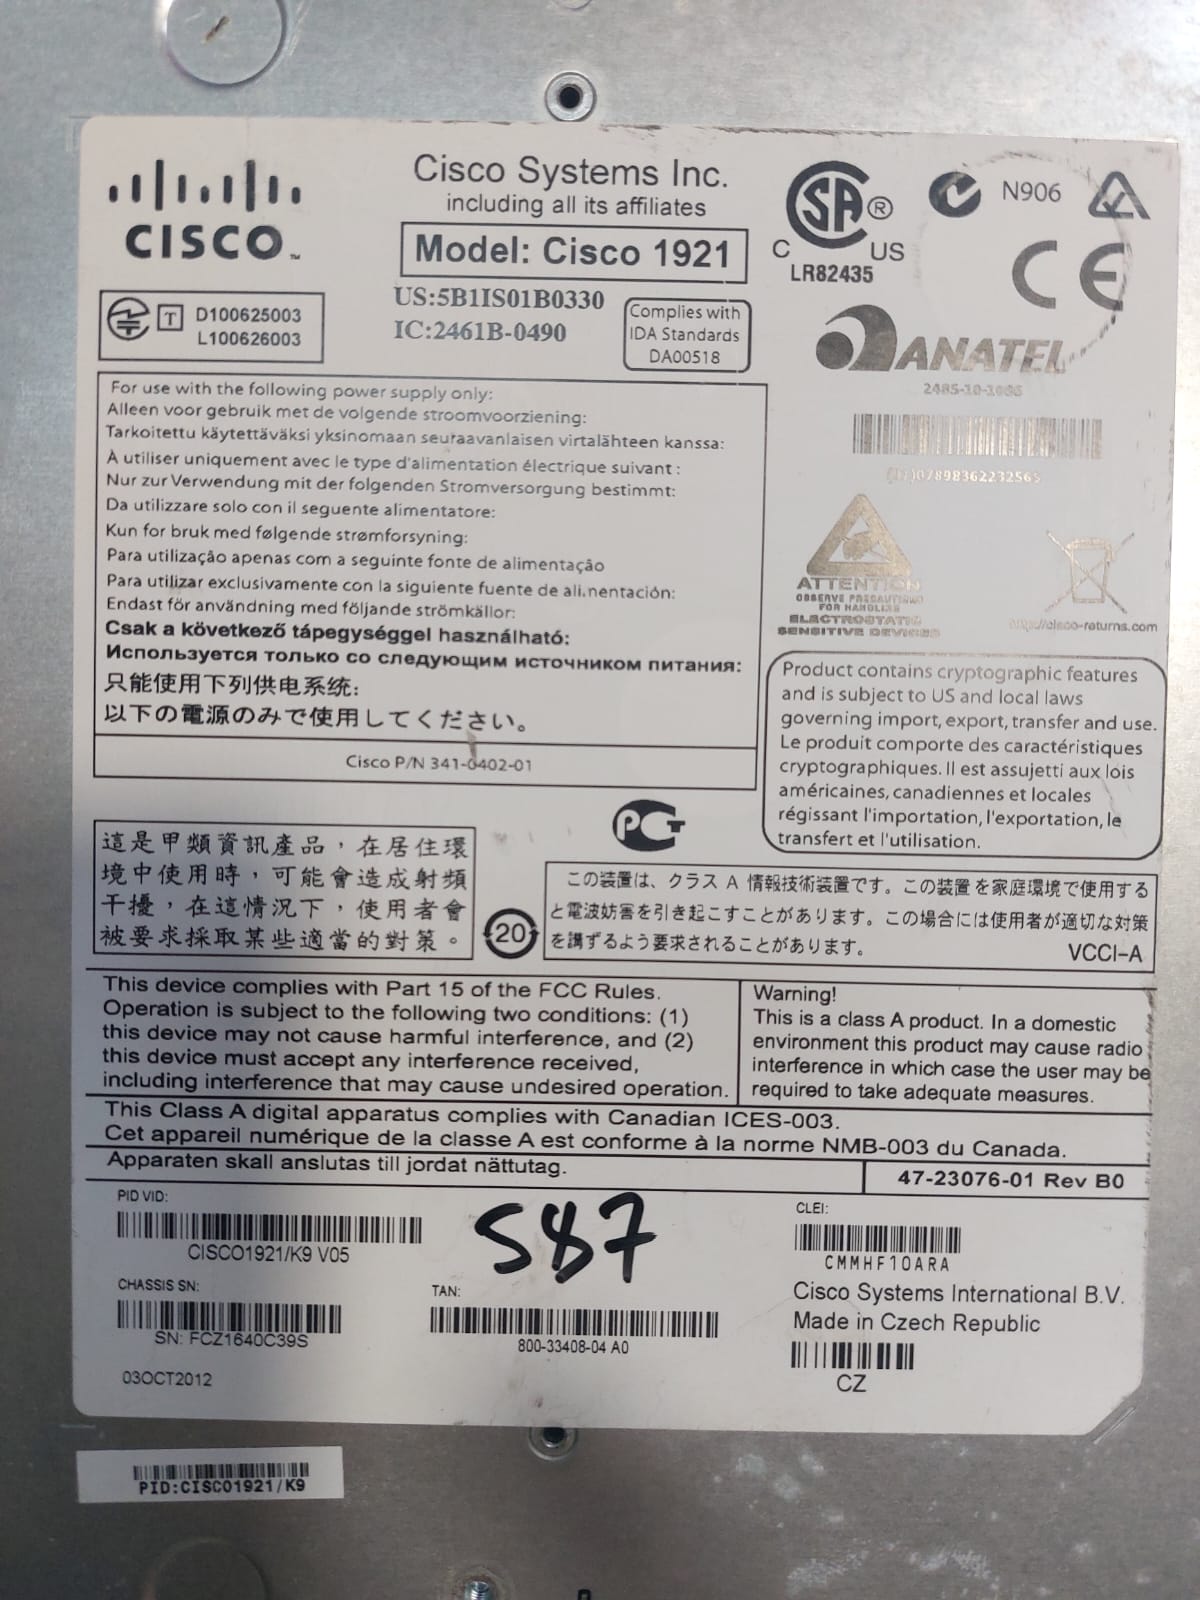 CISCO™
Cisco Systems Inc.
including all its affiliates
Model: Cisco 1921
US:5B1IS01B0330
IC:2461B-0490
Complies with
IDA Standards
DA00518
T D100625003
L100626003
SA®
C US
LR82435
N906
CE
ANATEL
2485-10-1086
(01)07898362232565
For use with the following power supply only:
Alleen voor gebruik met de volgende stroomvoorziening:
Tarkoitettu käytettäväksi yksinomaan seuraavanlaisen virtalähteen kanssa:
À utiliser uniquement avec le type d'alimentation électrique suivant :
Nur zur Verwendung mit der folgenden Stromversorgung bestimmt:
Da utilizzare solo con il seguente alimentatore:
Kun for bruk med følgende strømforsyning:
Para utilização apenas com a seguinte fonte de alimentação
Para utilizar exclusivamente con la siguiente fuente de alimentación:
Endast för användning med följande strömkällor:
Csak a következő tápegységgel használható:
Используется только со следующим источником питания:
只能使用下列供电系统:
以下の電源のみで使用してください。
Cisco P/N 341-0402-01
ATTENTION
OBSERVE PRECAUTIONS
FOR HANDLING
ELECTROSTATIC
SENSITIVE DEVICES
http://cisco-returns.com
Product contains cryptographic features
and is subject to US and local laws
governing import, export, transfer and use.
Le produit comporte des caractéristiques
cryptographiques. Il est assujetti aux lois
américaines, canadiennes et locales
régissant l'importation, l'exportation, le
transfert et l'utilisation.
這是甲類資訊產品，在居住環
境中使用時，可能會造成射頻
干擾，在這情況下，使用者會
被要求採取某些適當的對策。
PCT
20
この装置は、クラス A 情報技術装置です。この装置を家庭環境で使用する
と電波妨害を引き起こすことがあります。この場合には使用者が適切な対策
を講ずるよう要求されることがあります。
VCCI-A
This device complies with Part 15 of the FCC Rules.
Operation is subject to the following two conditions: (1)
this device may not cause harmful interference, and (2)
this device must accept any interference received,
including interference that may cause undesired operation.
Warning!
This is a class A product. In a domestic
environment this product may cause radio
interference in which case the user may be
required to take adequate measures.
This Class A digital apparatus complies with Canadian ICES-003.
Cet appareil numérique de la classe A est conforme à la norme NMB-003 du Canada.
Apparaten skall anslutas till jordat nättutag.
47-23076-01 Rev B0
PID VID:
CISCO1921/K9 V05
587
CLEI:
CMMHF10ARA
CHASSIS SN:
SN: FCZ1640C39S
TAN:
800-33408-04 A0
Cisco Systems International B.V.
Made in Czech Republic
CZ
03OCT2012
PID:CISCO1921/K9